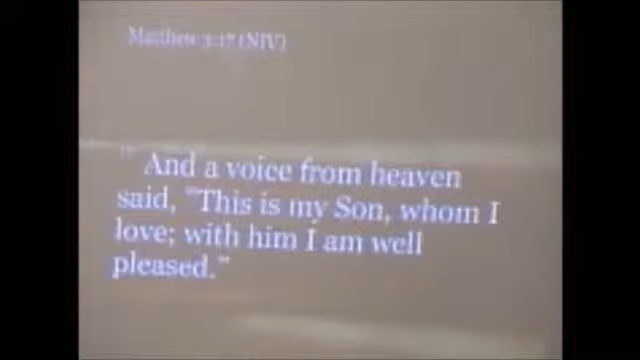 Matthew 3:17 (NIV)
" And a voice from heaven
said, "This is my Son, whom I
love; with him I am well
pleased."